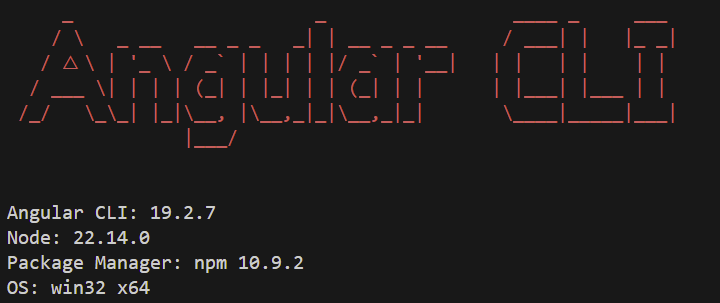 Angular CLI
Angular CLI: 19.2.7
Node: 22.14.0
Package Manager: npm 10.9.2
OS: win32 x64